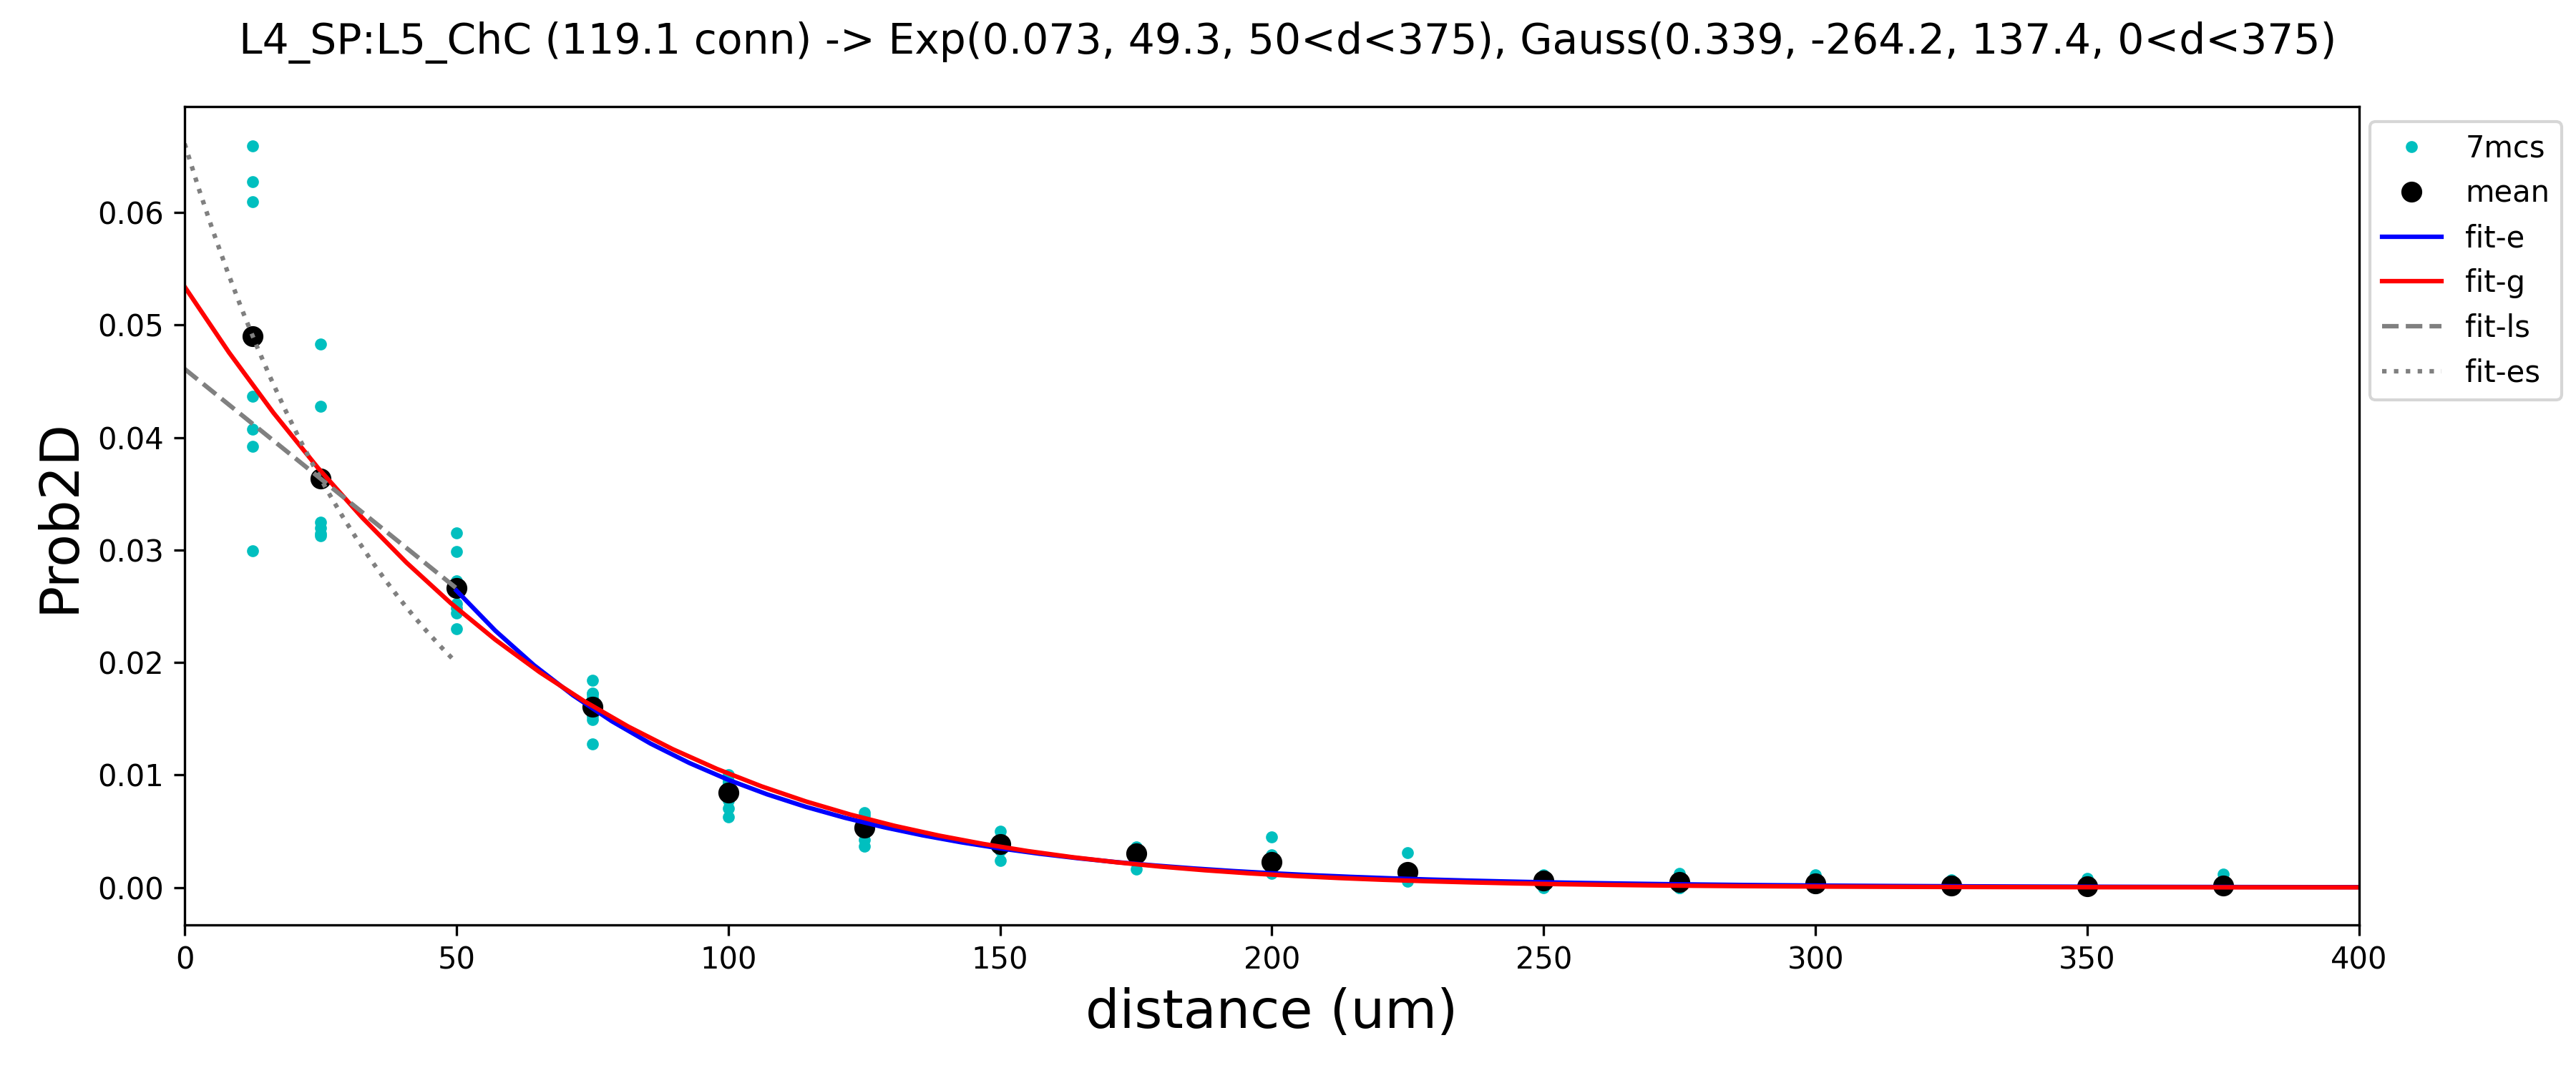 L4_SP:L5_ChC (119.1 conn) -> Exp(0.073, 49.3, 50<d<375), Gauss(0.339, -264.2, 137.4, 0<d<375)
7mcs
mean
fit-e
fit-g
fit-ls
fit-es
Prob2D
0.06
0.05
0.04
0.03
0.02
0.01
0.00
0 50 100 150 200 250 300 350 400
distance (um)